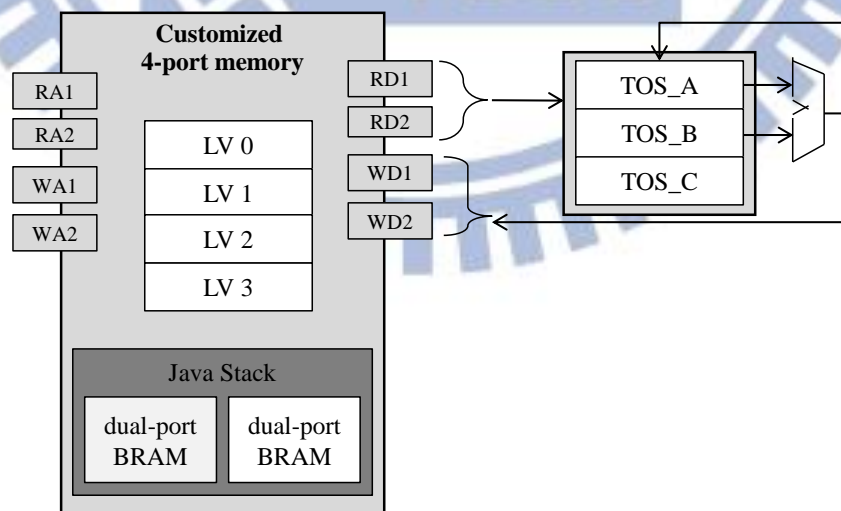 Customized
4-port memory
RA1
RA2
WA1
WA2
RD1
RD2
WD1
WD2
LV 0
LV 1
LV 2
LV 3
Java Stack
dual-port
BRAM
dual-port
BRAM
TOS_A
TOS_B
TOS_C